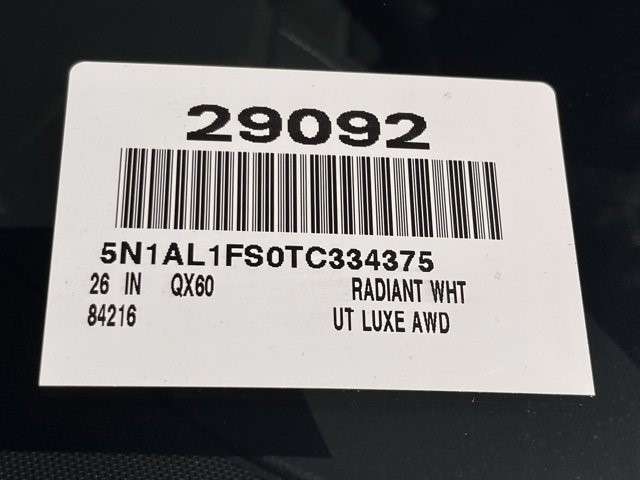 29092
5N1AL1FS0TC334375
26 IN QX60 RADIANT WHT
84216 UT LUXE AWD